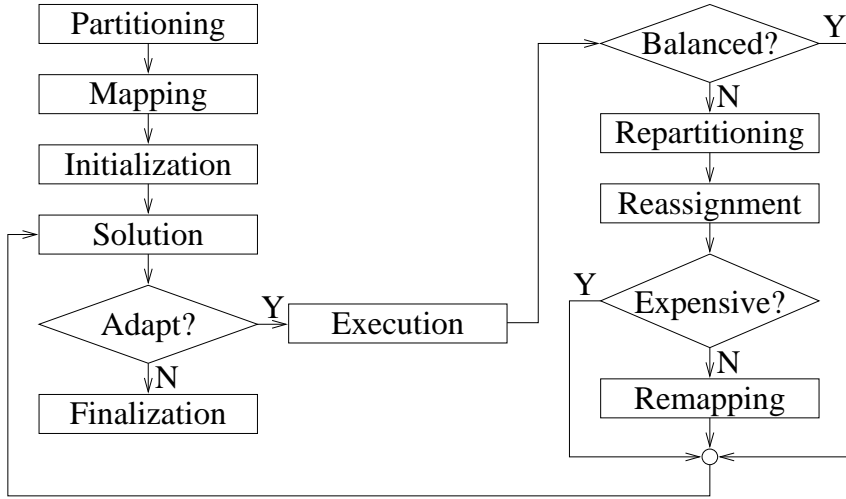 Partitioning
Mapping
Initialization
Solution
Adapt?
Y
N
Finalization
Execution
Balanced?
Y
N
Repartitioning
Reassignment
Y
Expensive?
N
Remapping